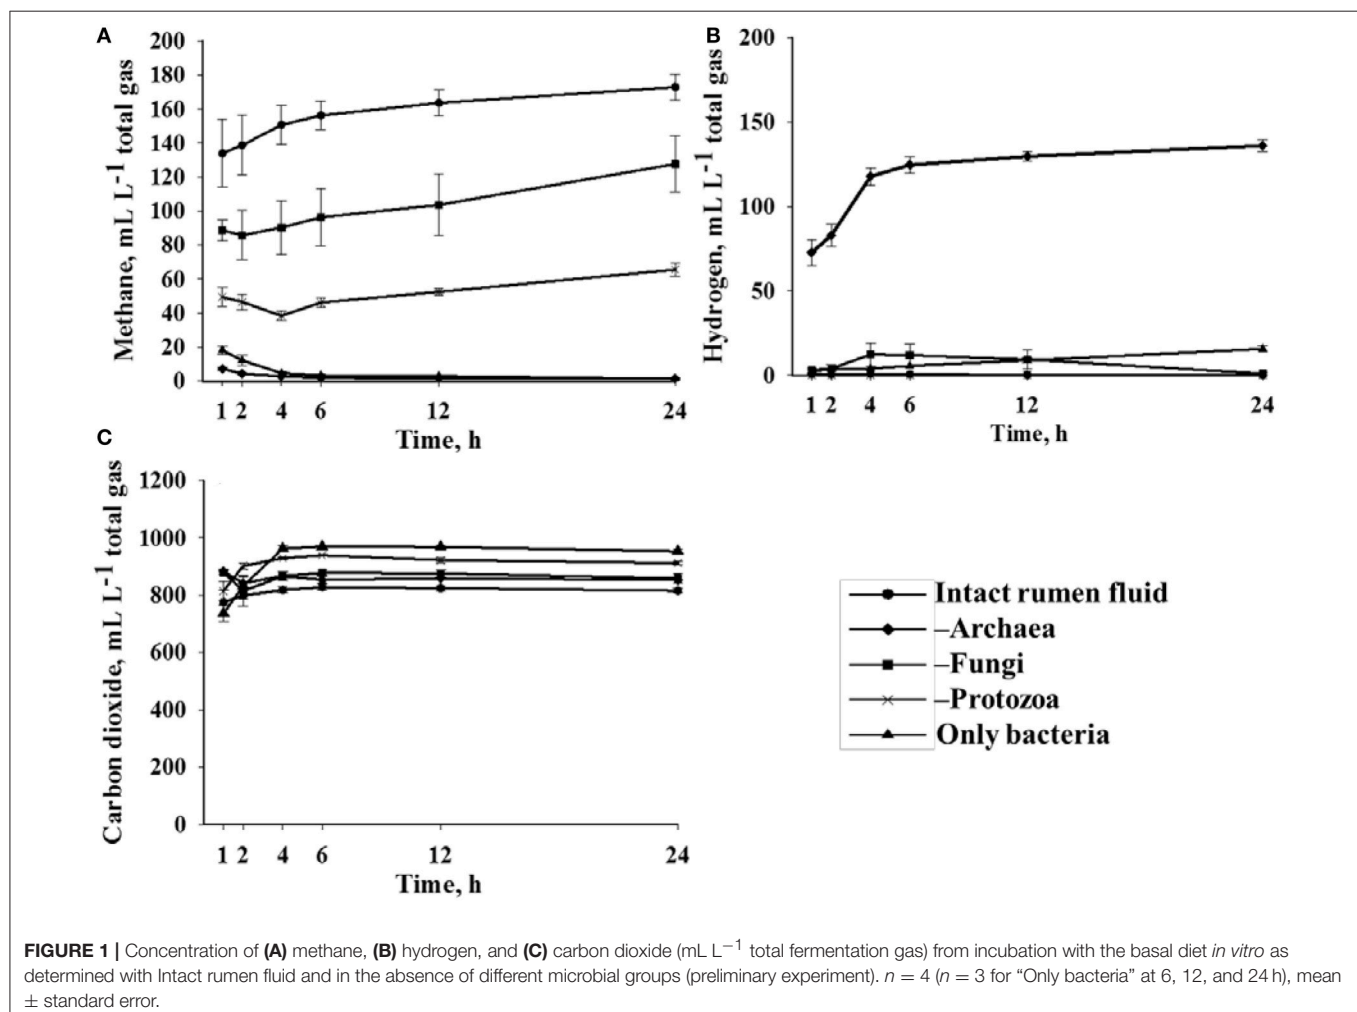 A
Methane, mL L-1 total gas
200
180
160
140
120
100
80
60
40
20
0
1 2 4 6 12 24
Time, h
B
Hydrogen, mL L-1 total gas
200
150
100
50
0
1 2 4 6 12 24
Time, h
C
Carbon dioxide, mL L-1 total gas
1200
1000
800
600
400
200
0
1 2 4 6 12 24
Time, h
Intact rumen fluid
–Archaea
–Fungi
–Protozoa
Only bacteria
FIGURE 1 | Concentration of (A) methane, (B) hydrogen, and (C) carbon dioxide (mL L−1 total fermentation gas) from incubation with the basal diet in vitro as
determined with Intact rumen fluid and in the absence of different microbial groups (preliminary experiment). n = 4 (n = 3 for “Only bacteria” at 6, 12, and 24 h), mean
± standard error.